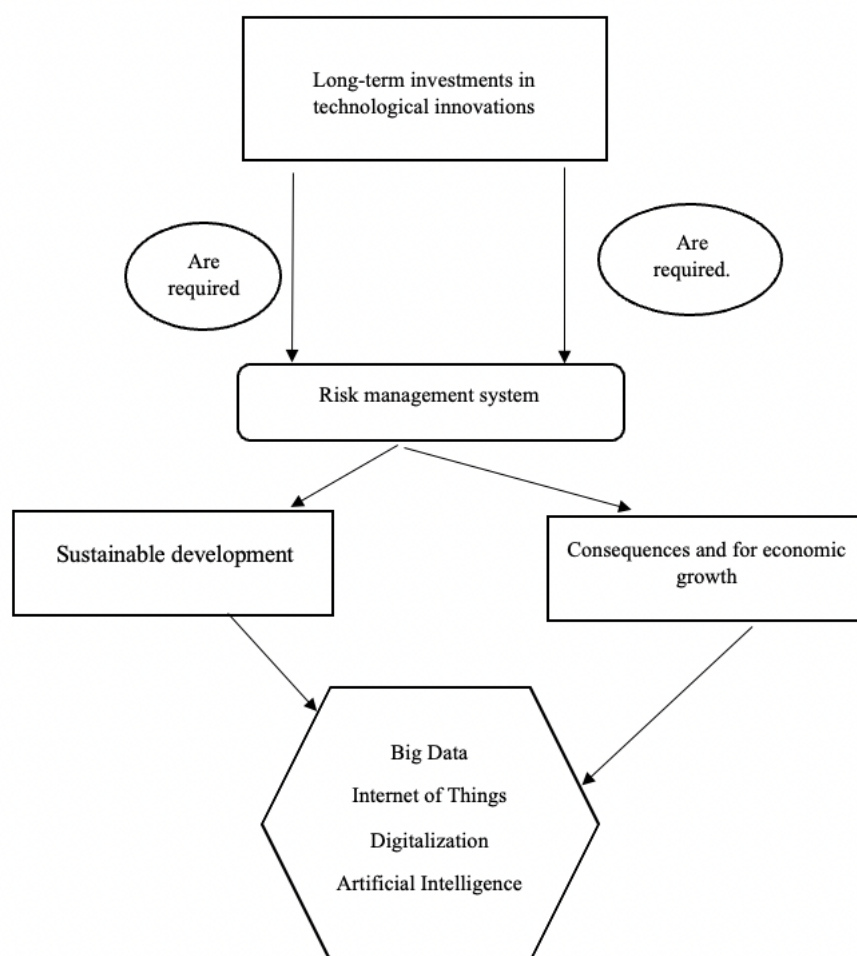 Long-term investments in
technological innovations
Are
required
Are
required.
Risk management system
Sustainable development
Consequences and for economic
growth
Big Data
Internet of Things
Digitalization
Artificial Intelligence